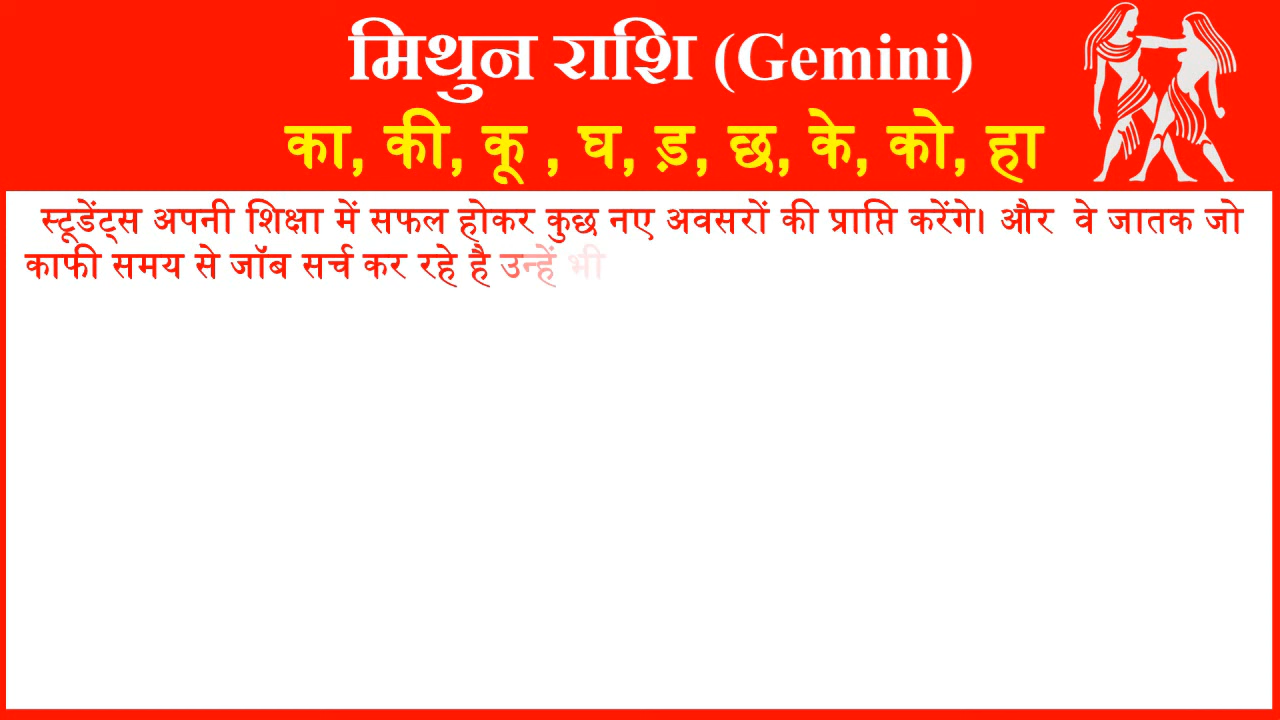 मिथुन राशि (Gemini)
का, की, कू , घ, ड़, छ, के, को, हा
स्टूडेंट्स अपनी शिक्षा में सफल होकर कुछ नए अवसरों की प्राप्ति करेंगे। और वे जातक जो
काफी समय से जॉब सर्च कर रहे है उन्हें भी